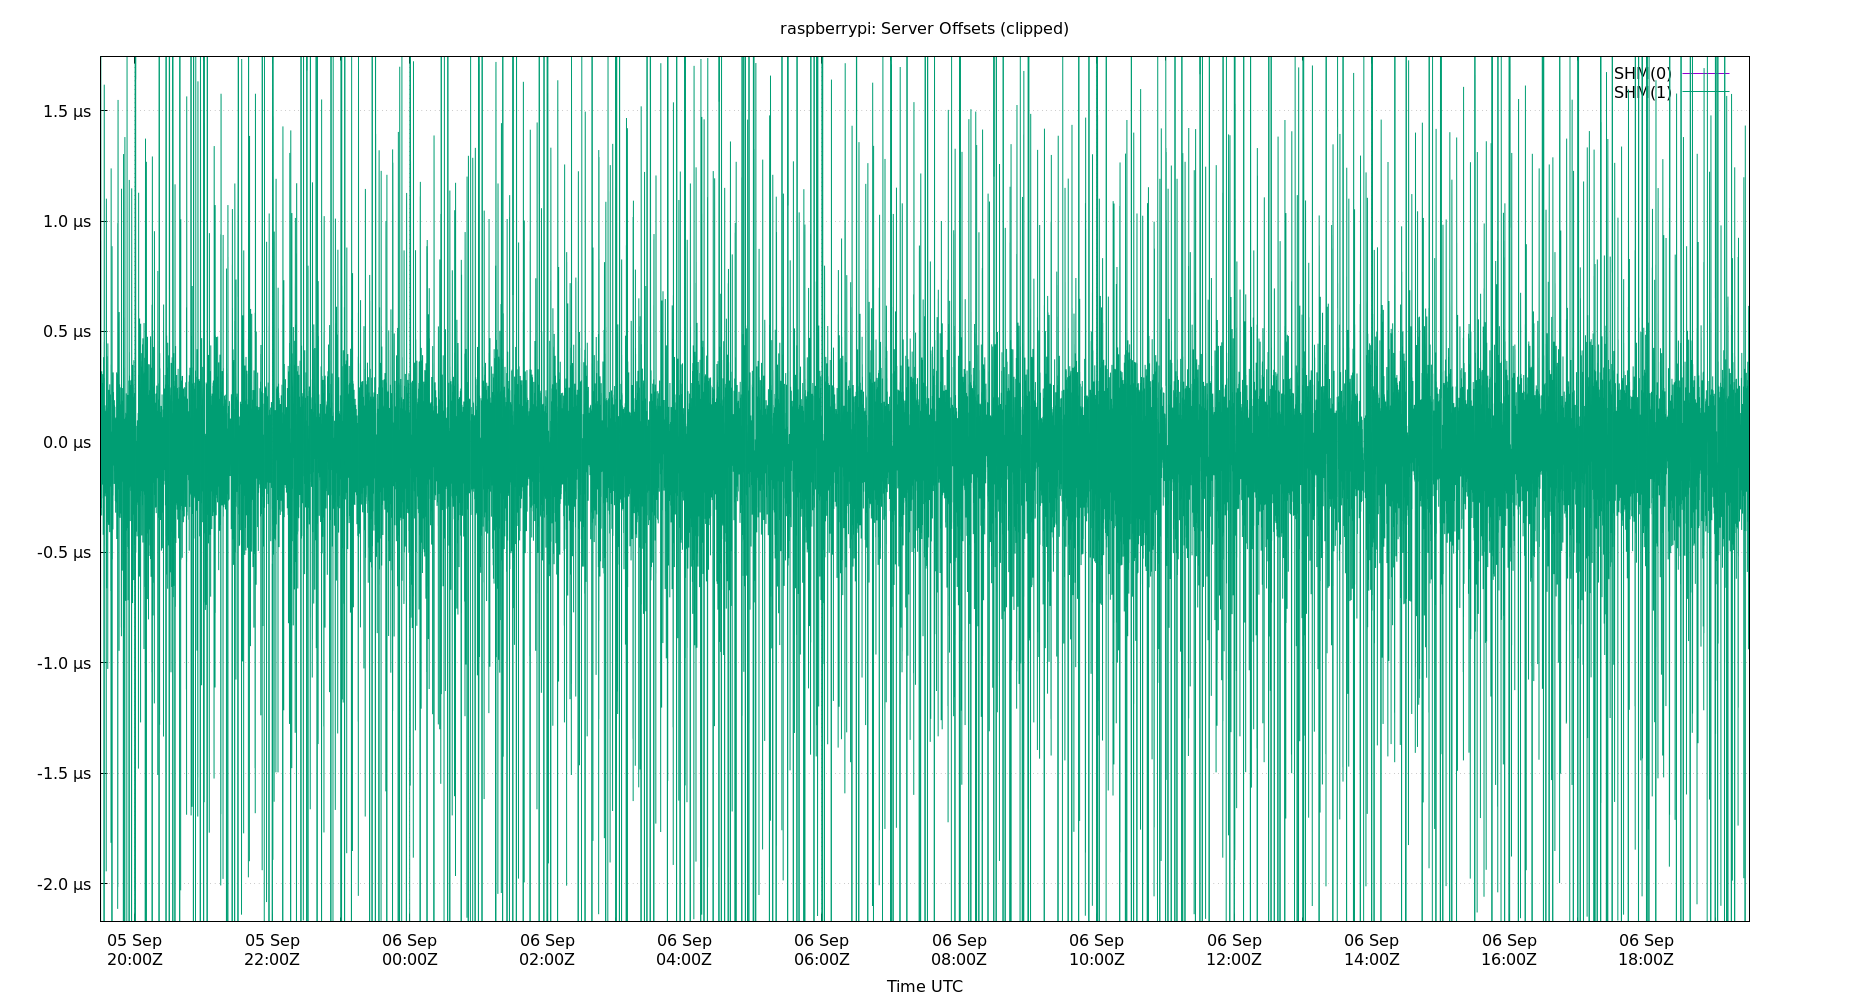 raspberrypi: Server Offsets (clipped)
SHM(0)
SHM(1)
1.5 µs
1.0 µs
0.5 µs
0.0 µs
-0.5 µs
-1.0 µs
-1.5 µs
-2.0 µs
05 Sep 05 Sep 06 Sep 06 Sep 06 Sep 06 Sep 06 Sep 06 Sep 06 Sep 06 Sep 06 Sep 06 Sep
20:00Z 22:00Z 00:00Z 02:00Z 04:00Z 06:00Z 08:00Z 10:00Z 12:00Z 14:00Z 16:00Z 18:00Z
Time UTC